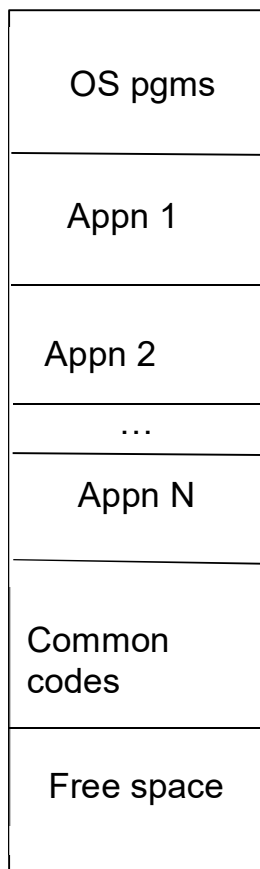 OS pgms
Appn 1
Appn 2
...
Appn N
Common
codes
Free space